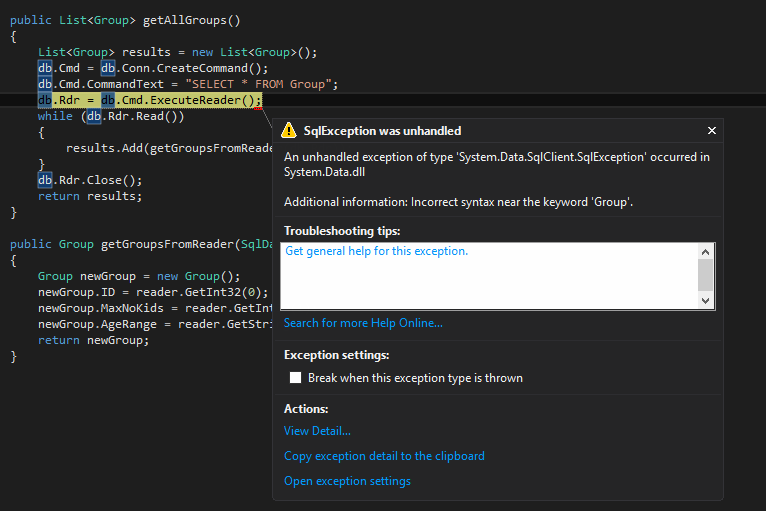 public List<Group> getAllGroups()
{
List<Group> results = new List<Group>();
db.Cmd = db.Conn.CreateCommand();
db.Cmd.CommandText = "SELECT * FROM Group";
db.Rdr = db.Cmd.ExecuteReader();
while (db.Rdr.Read())
{
results.Add(getGroupsFromReade
}
db.Rdr.Close();
return results;
}
public Group getGroupsFromReader(SqlDa
{
Group newGroup = new Group();
newGroup.ID = reader.GetInt32(0);
newGroup.MaxNoKids = reader.GetInt
newGroup.AgeRange = reader.GetStri
return newGroup;
}
SqlException was unhandled
An unhandled exception of type 'System.Data.SqlClient.SqlException' occurred in
System.Data.dll
Additional information: Incorrect syntax near the keyword 'Group'.
Troubleshooting tips:
Get general help for this exception.
Search for more Help Online...
Exception settings:
Break when this exception type is thrown
Actions:
View Detail...
Copy exception detail to the clipboard
Open exception settings